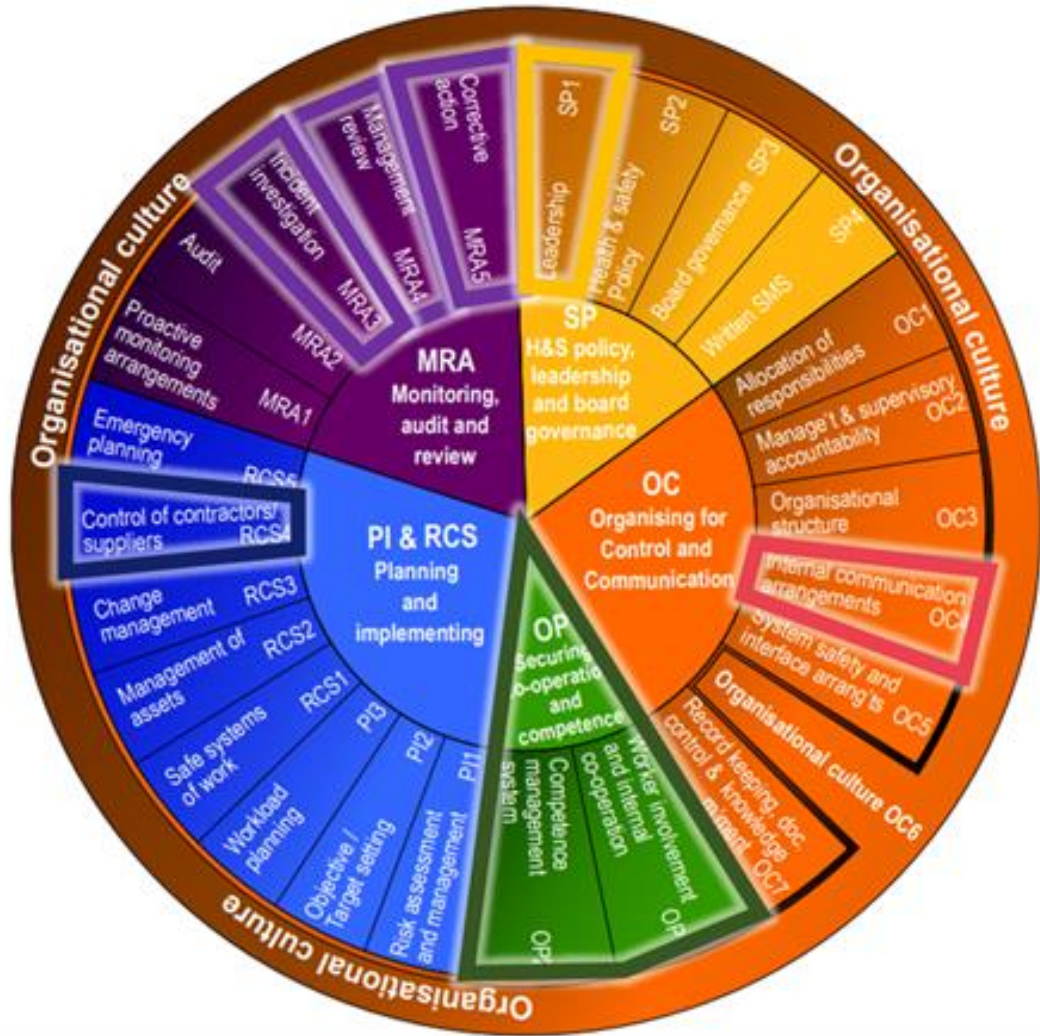 Organisational culture
Organisational culture
Organisational culture
SP
H&S policy,
leadership
and board
governance
Leadership
SP1
Health & safety
Policy
SP2
Board governance
SP3
Written SMS
SP4
OC
Organising for
Control and
Communication
Allocation of
responsibilities
OC1
Manage't & supervisory
accountability
OC2
Organisational
structure
OC3
Internal communication
arrangements
System safety and
interface arrang'ts
OC5
Organisational culture OC6
Record keeping, doc
control & knowledge
OC7
OP
Securing
co-operation
and
competence
Worker involvement
and internal
co-operation
Competence
management
system
PI & RCS
Planning
and
implementing
Risk assessment
and management
PI1
Objective /
Target setting
PI2
Workload
planning
PI3
Safe systems
of work
RCS1
Management of
assets
RCS2
Change
management
RCS3
Control of contractors/
suppliers
RCS4
Emergency
planning
RCS5
MRA
Monitoring,
audit and
review
Proactive
monitoring
arrangements
MRA1
Audit
MRA2
Incident
investigation
MRA3
Management
review
MRA4
Corrective
action
MRA5